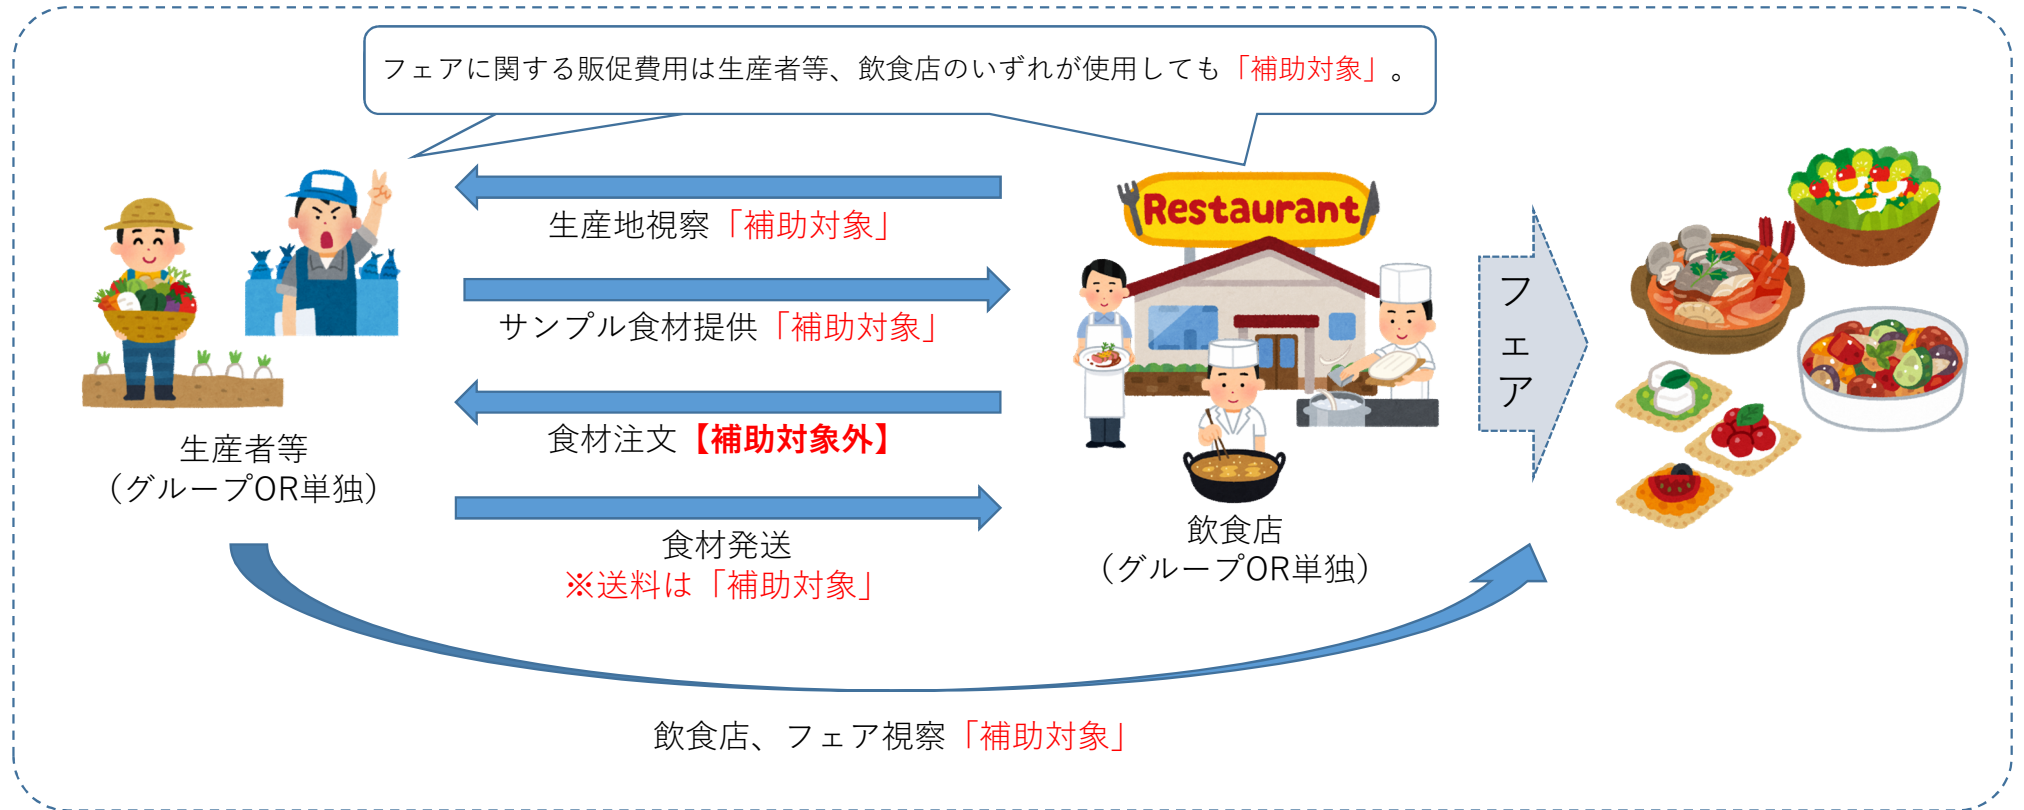 フェアに関する販促費用は生産者等、飲食店のいずれが使用しても「補助対象」。
生産地視察「補助対象」
サンプル食材提供「補助対象」
食材注文【補助対象外】
食材発送
※送料は「補助対象」
生産者等
（グループOR単独）
Restaurant
飲食店
（グループOR単独）
フェア
飲食店、フェア視察「補助対象」